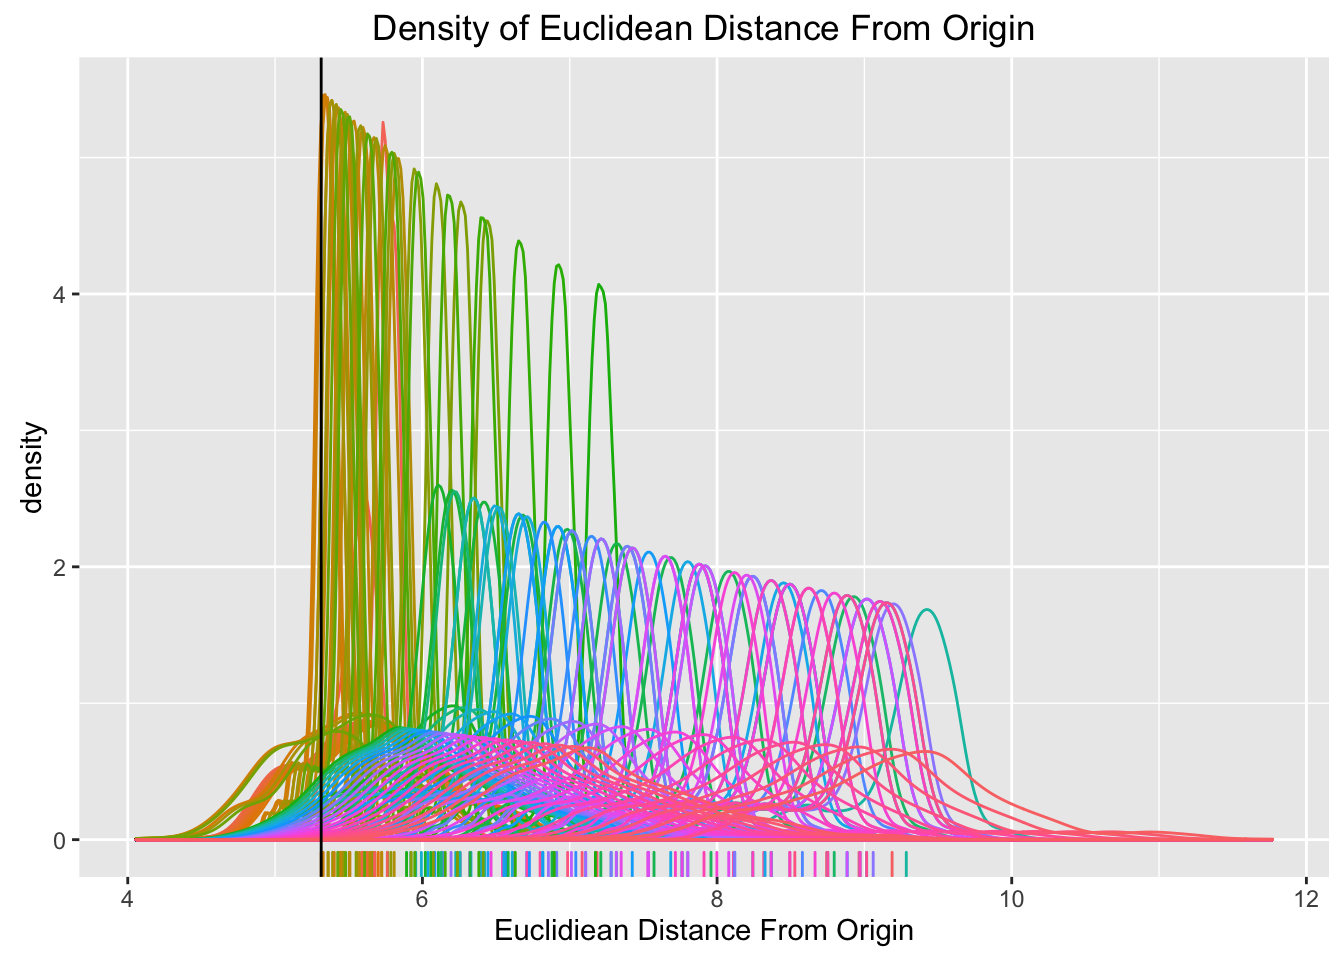 Density of Euclidean Distance From Origin
density
4
2
0
4 6 8 10 12
Euclidiean Distance From Origin